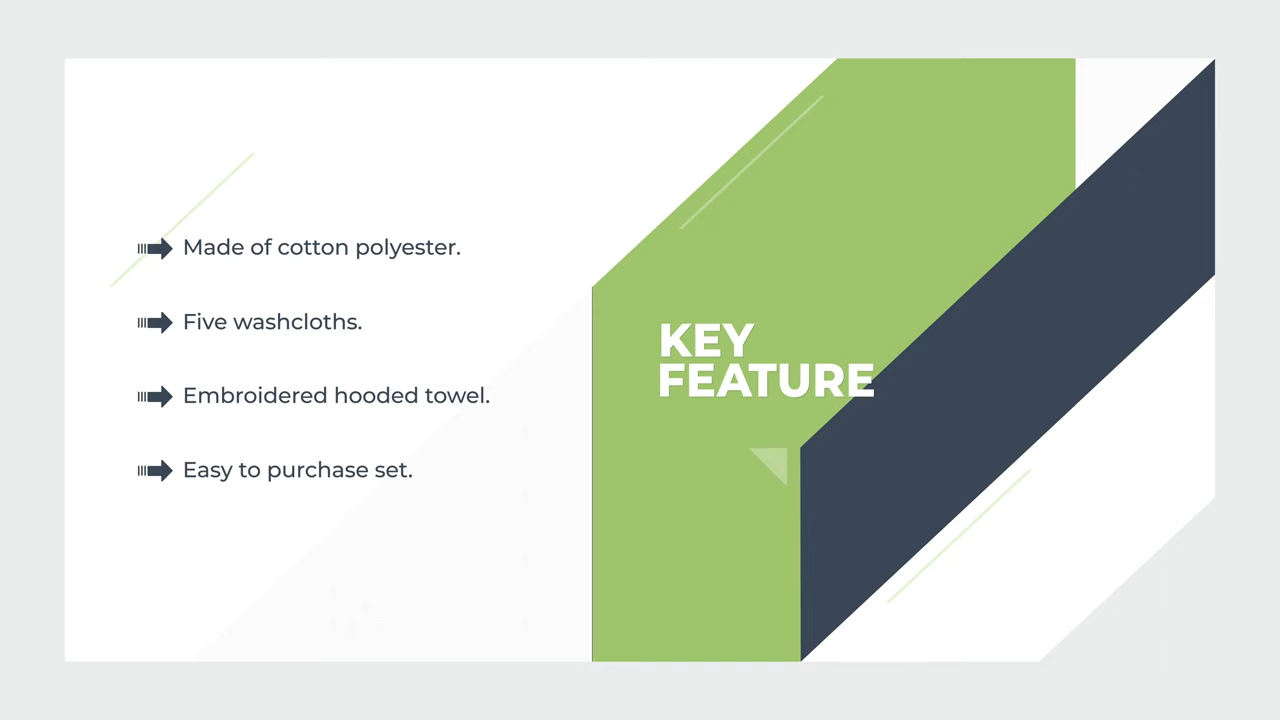 Made of cotton polyester.
Five washcloths.
Embroidered hooded towel.
Easy to purchase set.
KEY
FEATURE